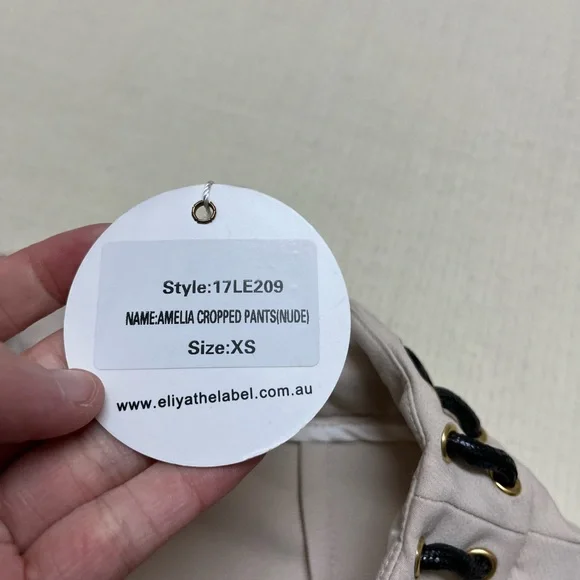 Style:17LE209
NAME:AMELIA CROPPED PANTS(NUDE)
Size:XS
www.eliyathelabel.com.au